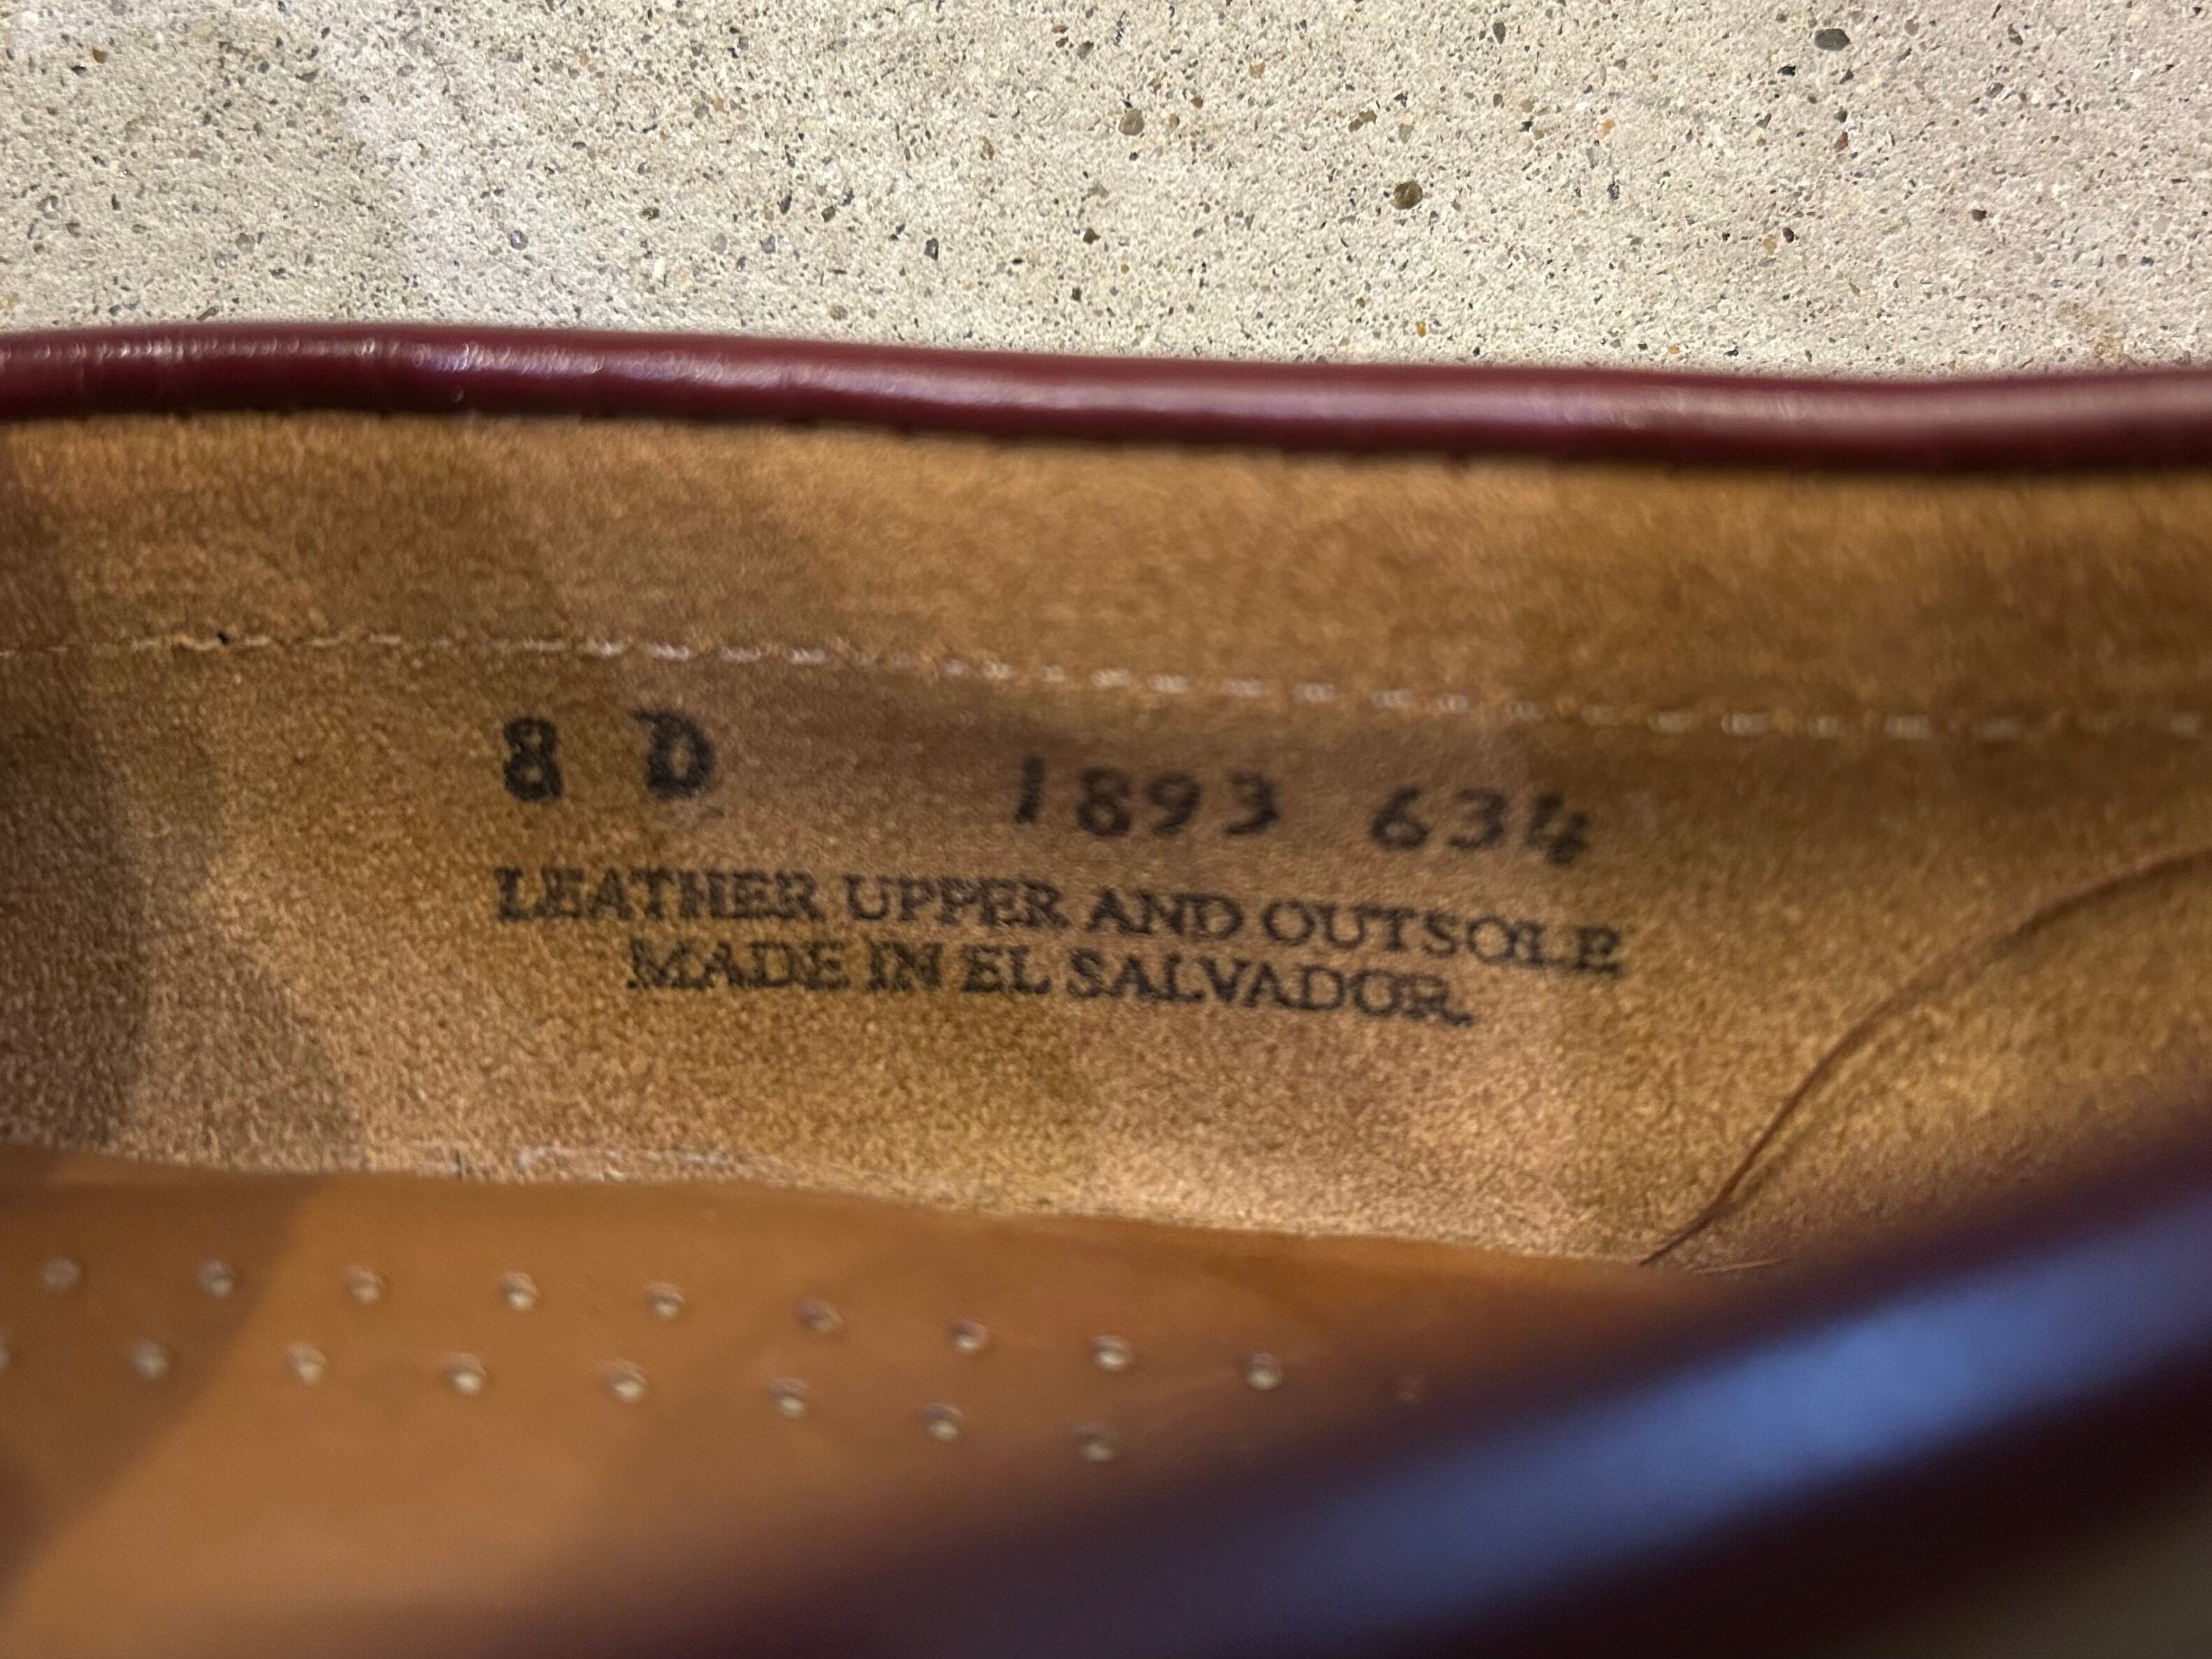 8 D 1893 634
LEATHER UPPER AND OUTSOLE
MADE IN EL SALVADOR